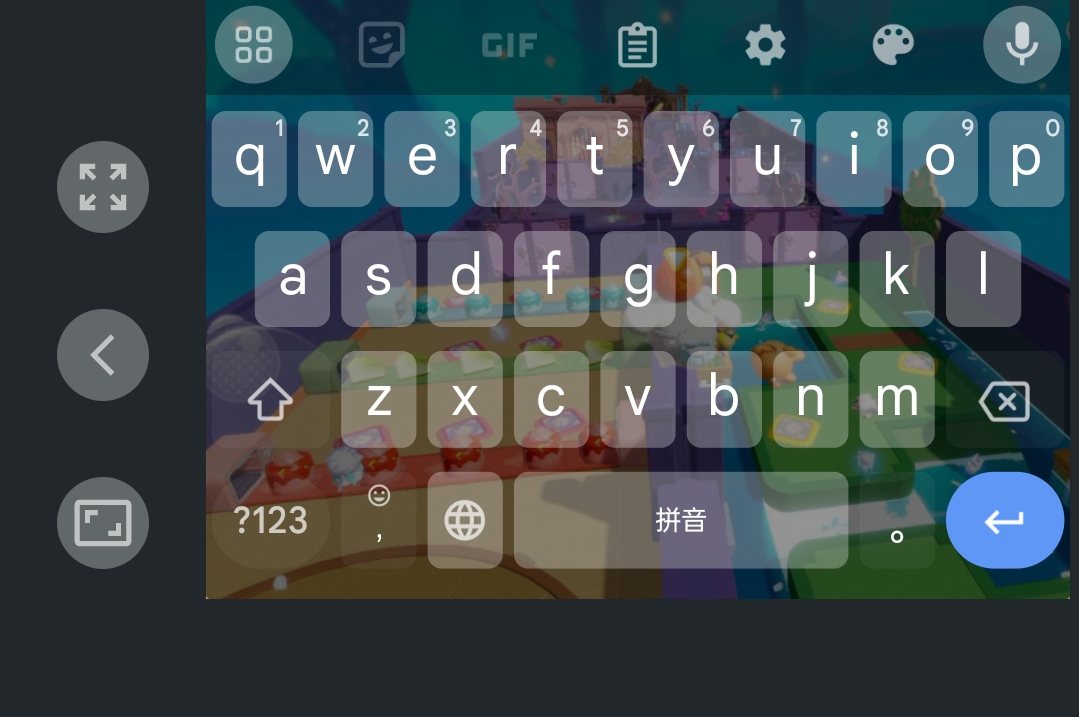 GIF
1 2 3 4 5 6 7 8 9 0
q w e r t y u i o p
a s d f g h j k l
z x c v b n m
?123 , 拼音 。